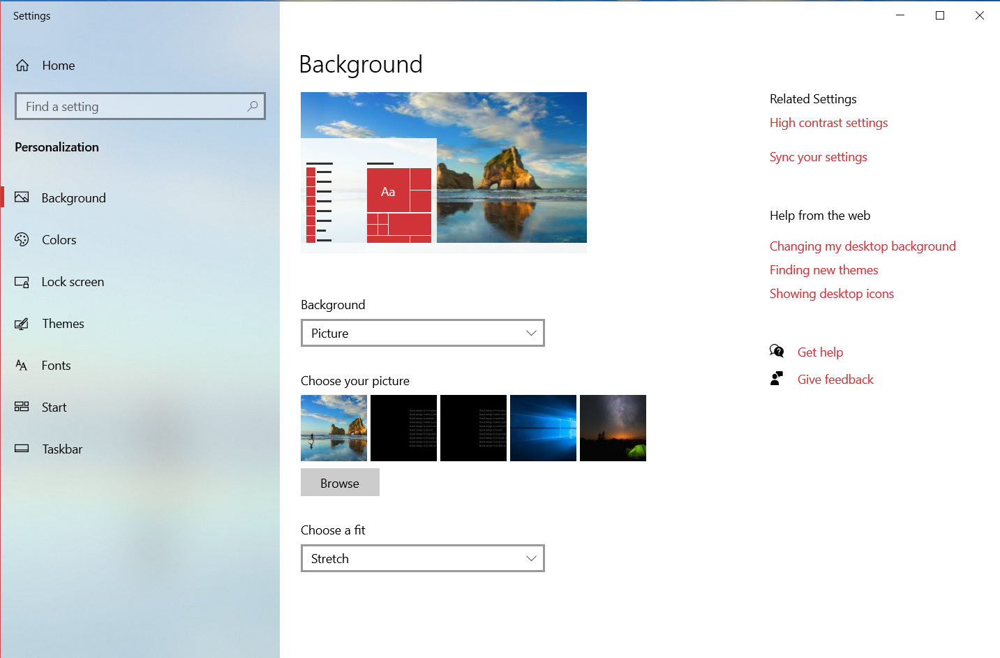 Settings
Home
Find a setting
Personalization
Background
Colors
Lock screen
Themes
Fonts
Start
Taskbar
Background
Aa
Background
Picture
Choose your picture
Browse
Choose a fit
Stretch
Related Settings
High contrast settings
Sync your settings
Help from the web
Changing my desktop background
Finding new themes
Showing desktop icons
Get help
Give feedback